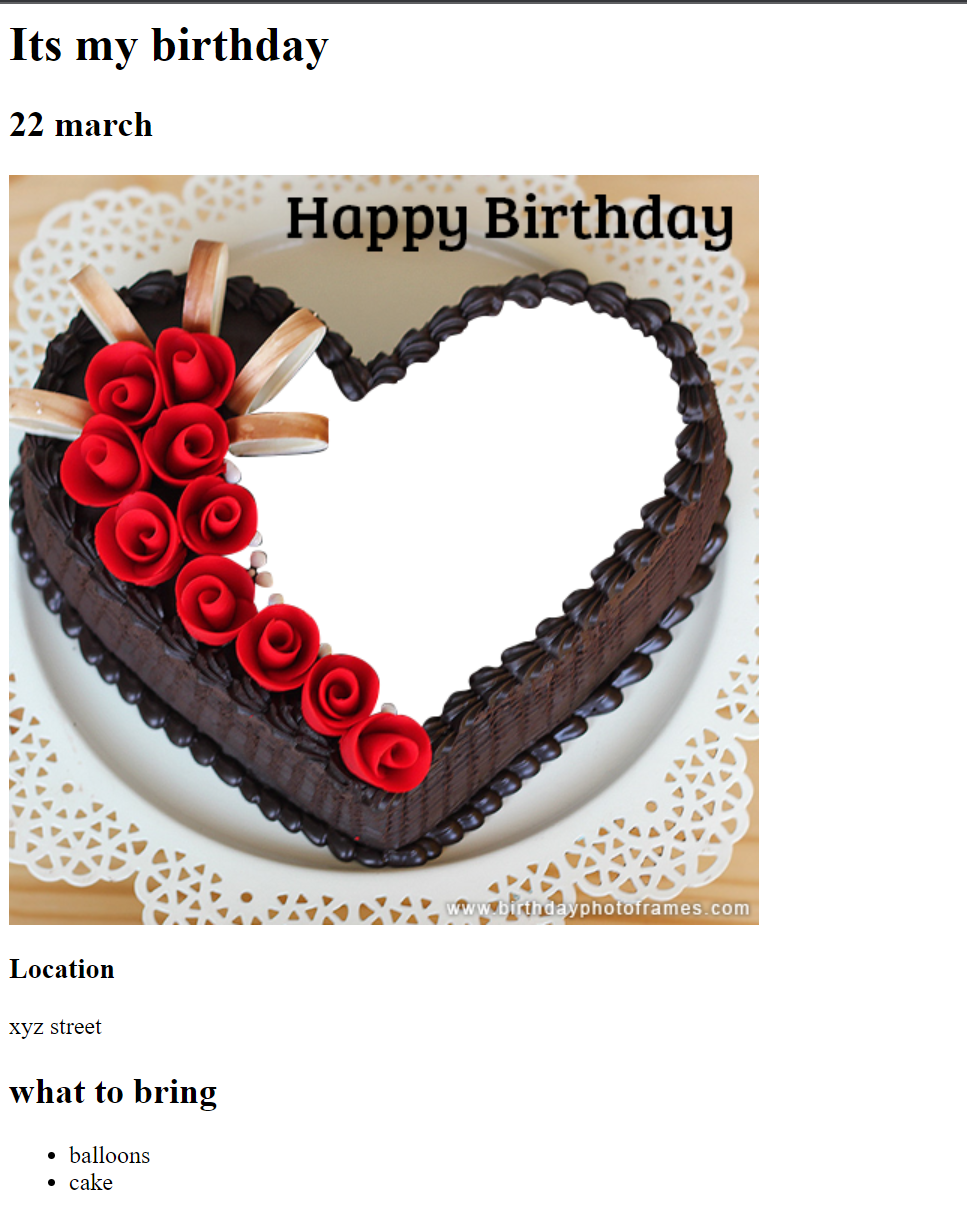 Its my birthday
22 march
Happy Birthday
www.birthdayphotoframes.com
Location
xyz street
what to bring
balloons
cake